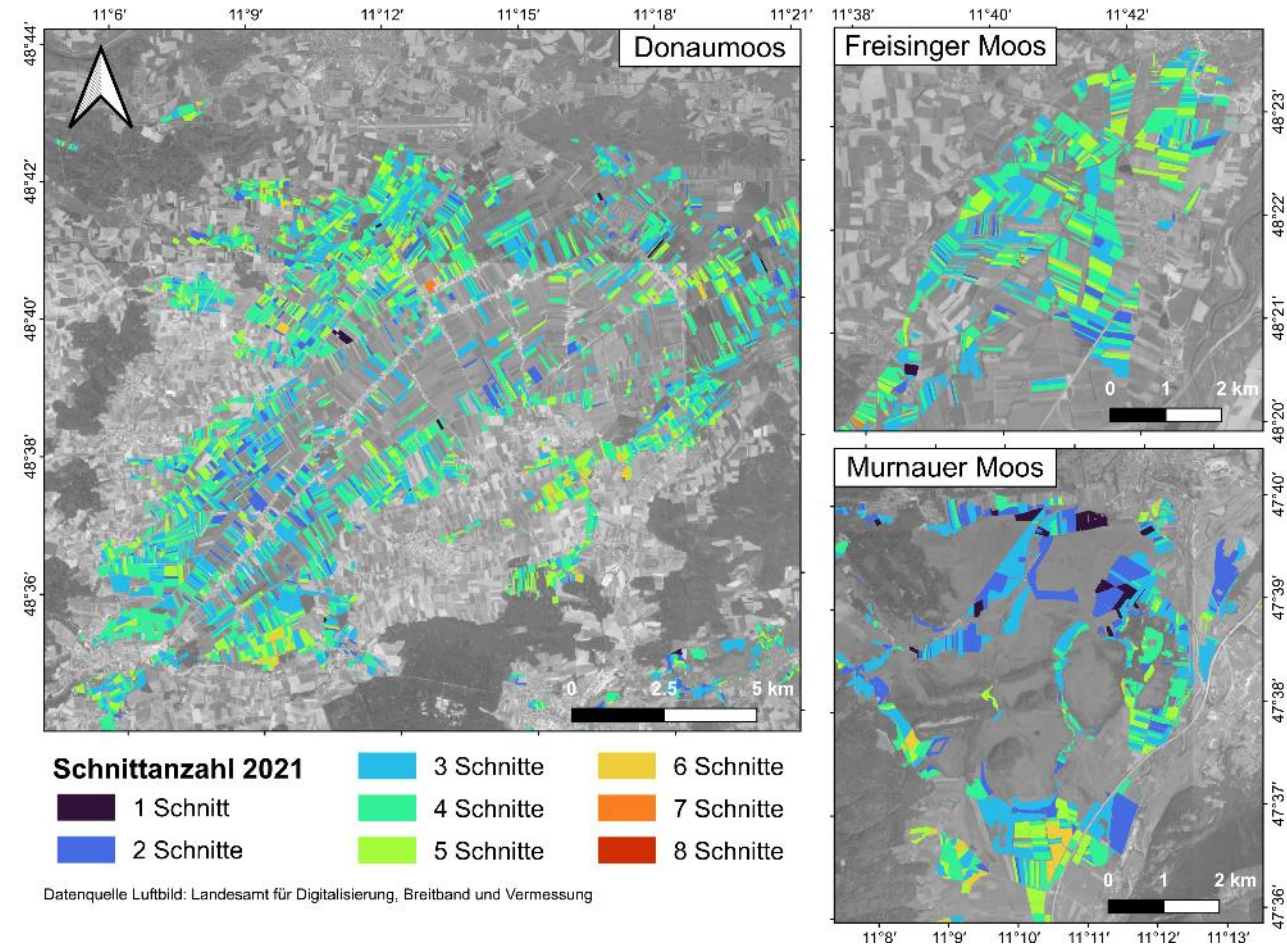 11°6' 11°9' 11°12' 11°15' 11°18' 11°21'
48°44'
48°42'
48°40'
48°38'
48°36'
Donaumoos
0 2.5 5 km
11°38' 11°40' 11°42'
Freisinger Moos
48°23'
48°22'
48°21'
48°20'
0 1 2 km
Murnauer Moos
47°40'
47°39'
47°38'
47°37'
47°36'
0 1 2 km
11°8' 11°9' 11°10' 11°11' 11°12' 11°13'
Schnittanzahl 2021
1 Schnitt
2 Schnitte
3 Schnitte
4 Schnitte
5 Schnitte
6 Schnitte
7 Schnitte
8 Schnitte
Datenquelle Luftbild: Landesamt für Digitalisierung, Breitband und Vermessung